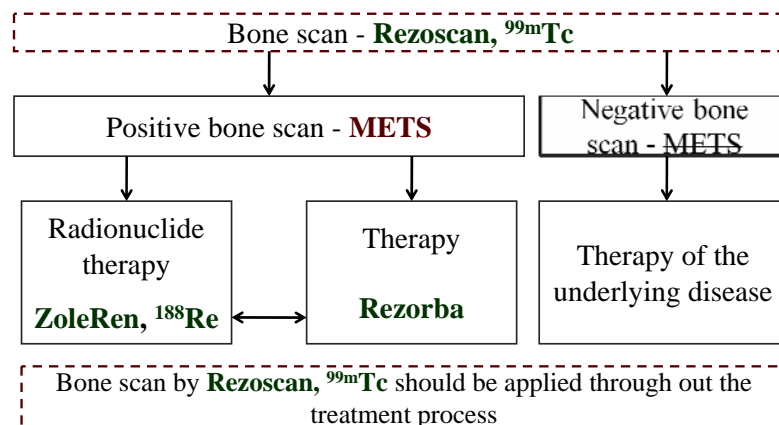 Bone scan - Rezoscan, ⁹⁹ᵐTc
Positive bone scan - METS
Negative bone
scan - METS
Radionuclide
therapy
ZoleRen, ¹⁸⁸Re
Therapy
Rezorba
Therapy of the
underlying disease
Bone scan by Rezoscan, ⁹⁹ᵐTc should be applied through out the
treatment process